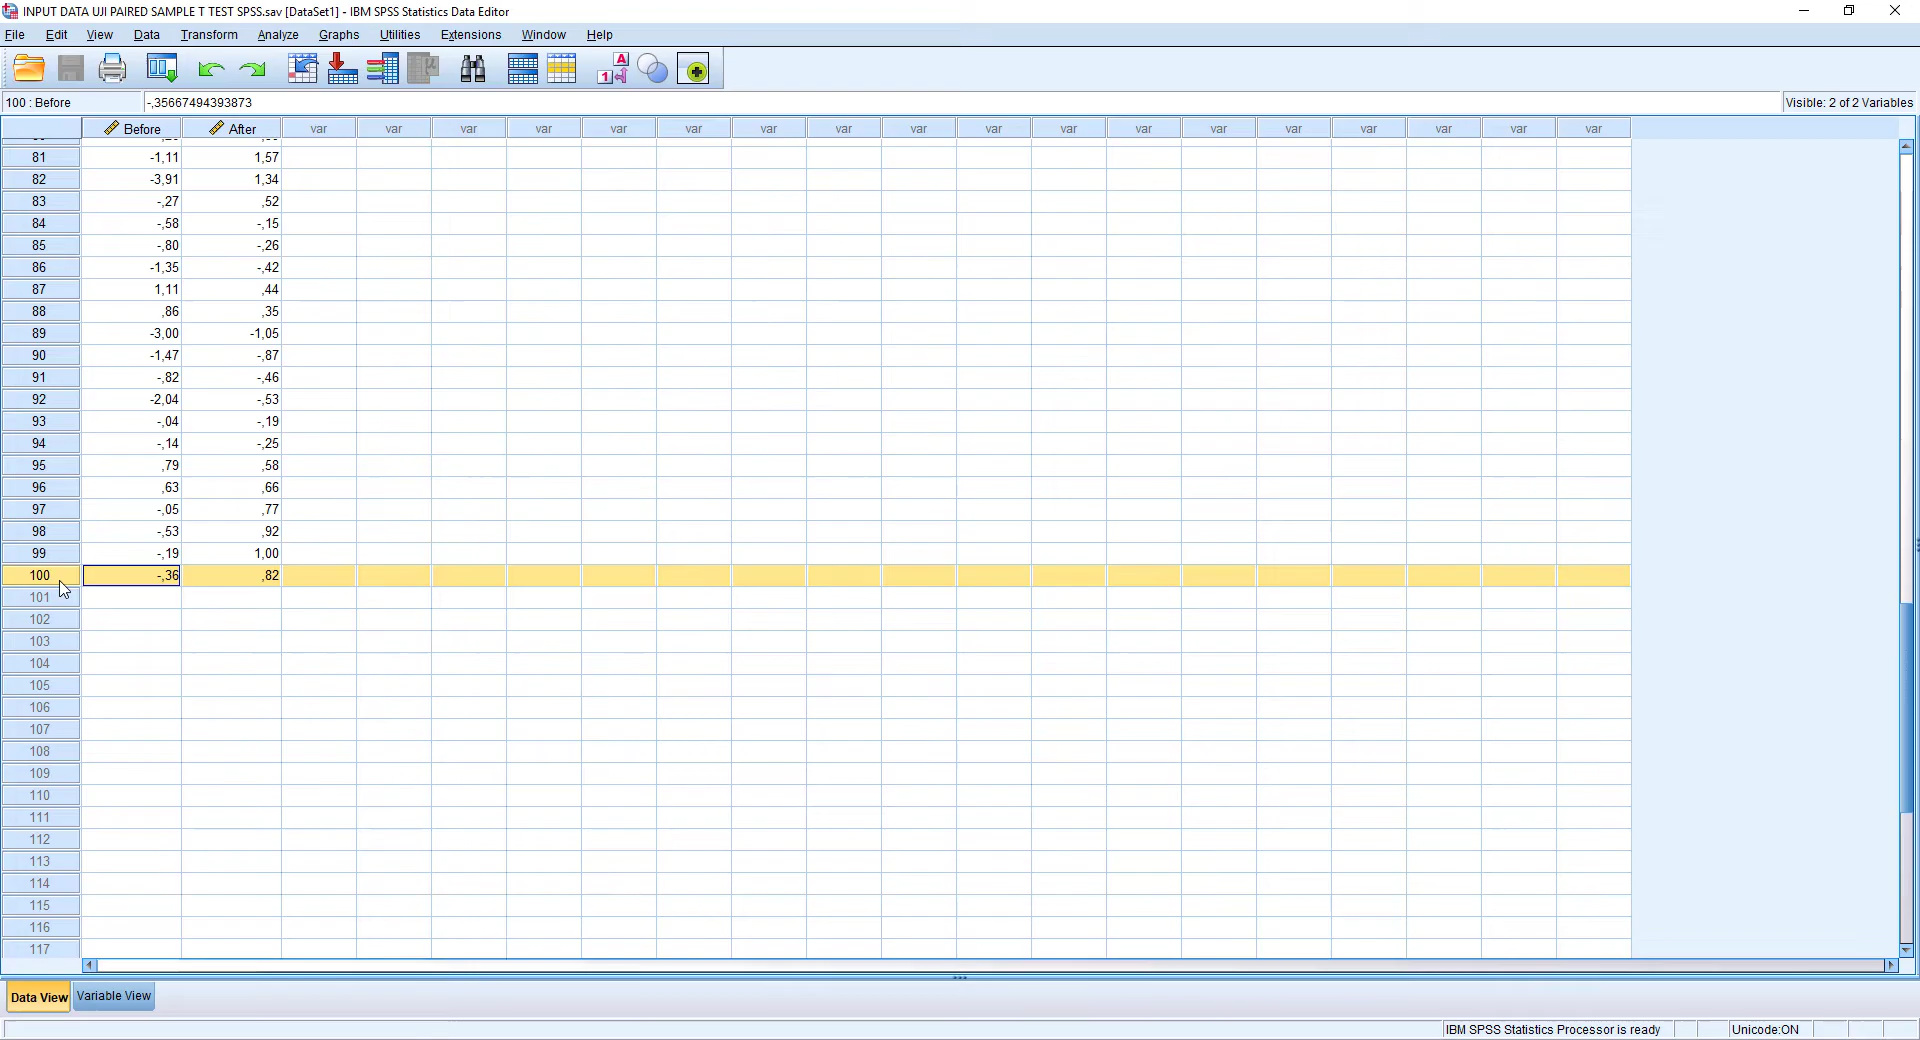 INPUT DATA UJI PAIRED SAMPLE T TEST SPSS.sav [DataSet1] - IBM SPSS Statistics Data Editor
File Edit View Data Transform Analyze Graphs Utilities Extensions Window Help
100 : Before -,35667494393873 Visible: 2 of 2 Variables
Before After var var var var var var var var var var var var var var var var var var
81 -1,11 1,57
82 -3,91 1,34
83 -,27 ,52
84 -,58 -,15
85 -,80 -,26
86 -1,35 -,42
87 1,11 ,44
88 ,86 ,35
89 -3,00 -1,05
90 -1,47 -,87
91 -,82 -,46
92 -2,04 -,53
93 -,04 -,19
94 -,14 -,25
95 ,79 ,58
96 ,63 ,66
97 -,05 ,77
98 -,53 ,92
99 -,19 1,00
100 -,36 ,82
101
102
103
104
105
106
107
108
109
110
111
112
113
114
115
116
117
Data View Variable View
IBM SPSS Statistics Processor is ready Unicode:ON